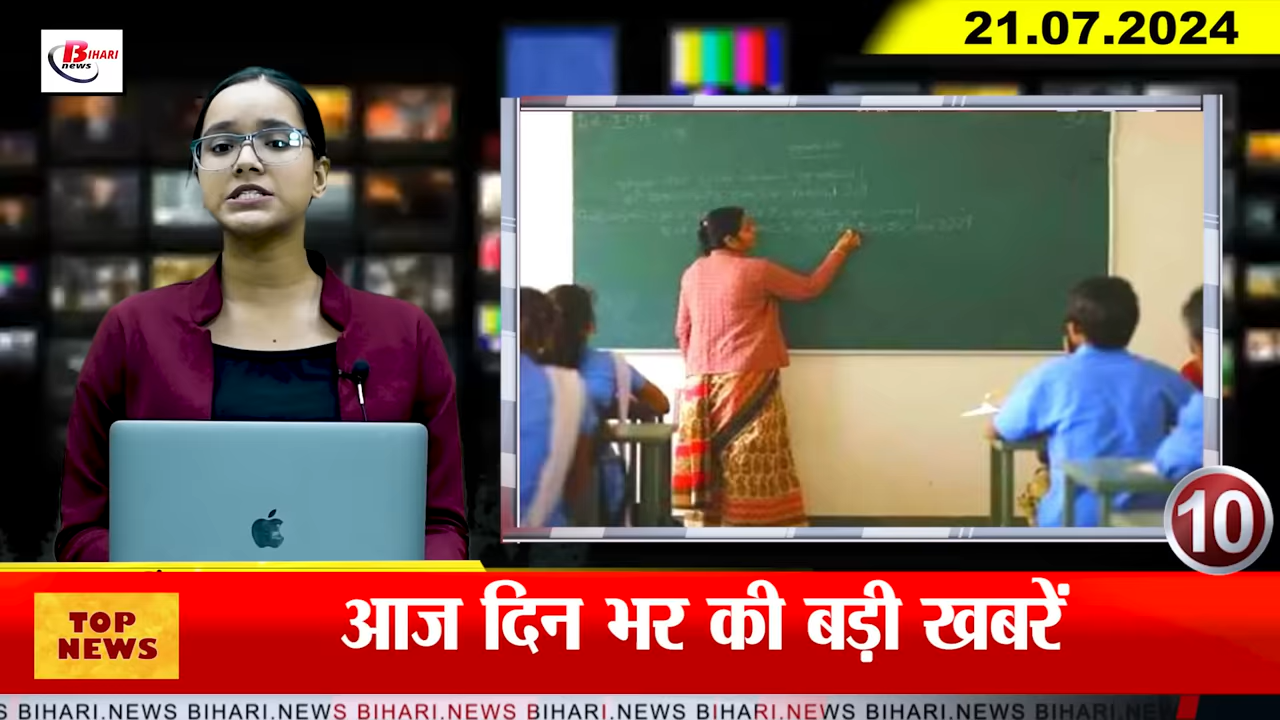 BIHARI
news
21.07.2024
10
TOP
NEWS
आज दिन भर की बड़ी खबरें
S BIHARI.NEWS BIHARI.NEWS BIHARI.NEWS BIHARI.NEWS BIHARI.NEWS BIHARI.NEWS BIHARI.NEWS